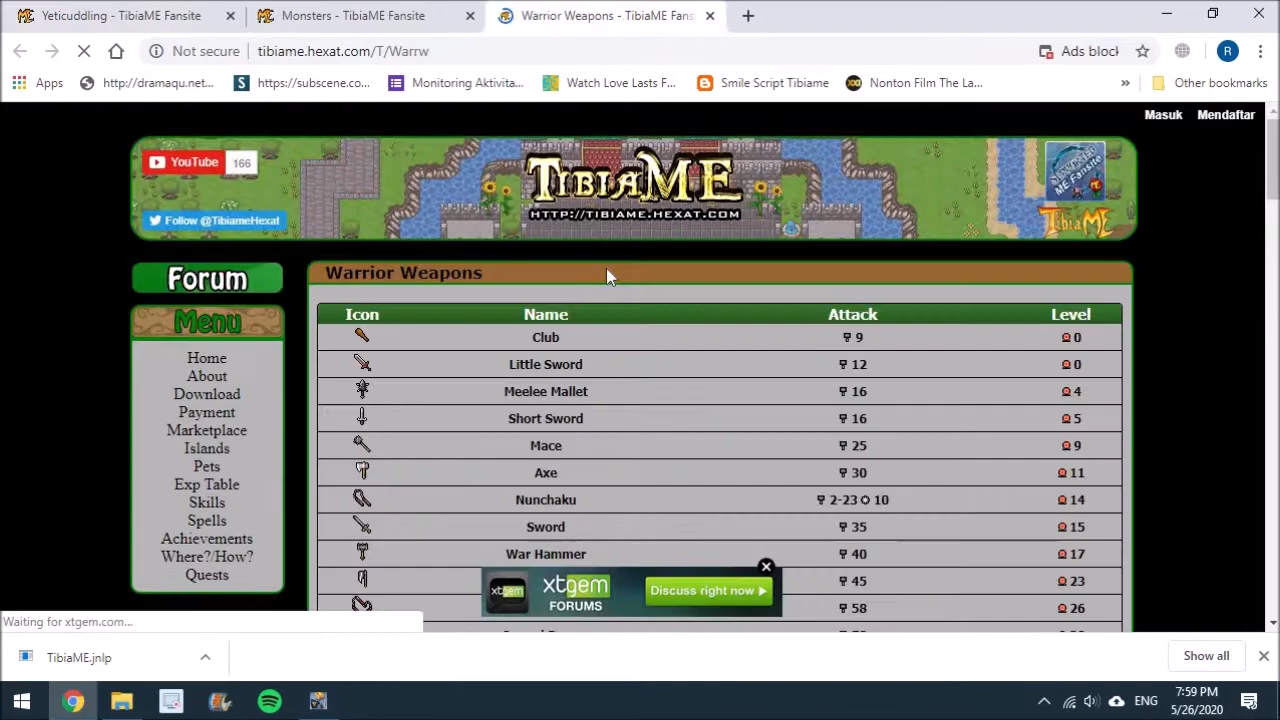 Yeticuddling - TibiaME Fansite
Monsters - TibiaME Fansite
Warrior Weapons - TibiaME Fans
Not secure
tibiame.hexat.com/T/Warrw
Ads block
R
Apps
http://dramaqu.net...
https://subscene.co...
Monitoring Aktivita...
Watch Love Lasts F...
Smile Script Tibiame
Nonton Film The La...
Other bookmarks
Masuk Mendaftar
YouTube 166
Follow @TibiameHexat
TIBIAME
HTTP://TIBIAME.HEXAT.COM
ME Fansite
TibiaME
Forum
Menu
Home
About
Download
Payment
Marketplace
Islands
Pets
Exp Table
Skills
Spells
Achievements
Where?/How?
Quests
Warrior Weapons
Icon Name Attack Level
Club 9 0
Little Sword 12 0
Meelee Mallet 16 4
Short Sword 16 5
Mace 25 9
Axe 30 11
Nunchaku 2-23 10 14
Sword 35 15
War Hammer 40 17
45 23
58 26
xtgem
xtgem
FORUMS
Discuss right now
Waiting for xtgem.com...
TibiaME.jnlp
Show all
ENG
7:59 PM
5/26/2020